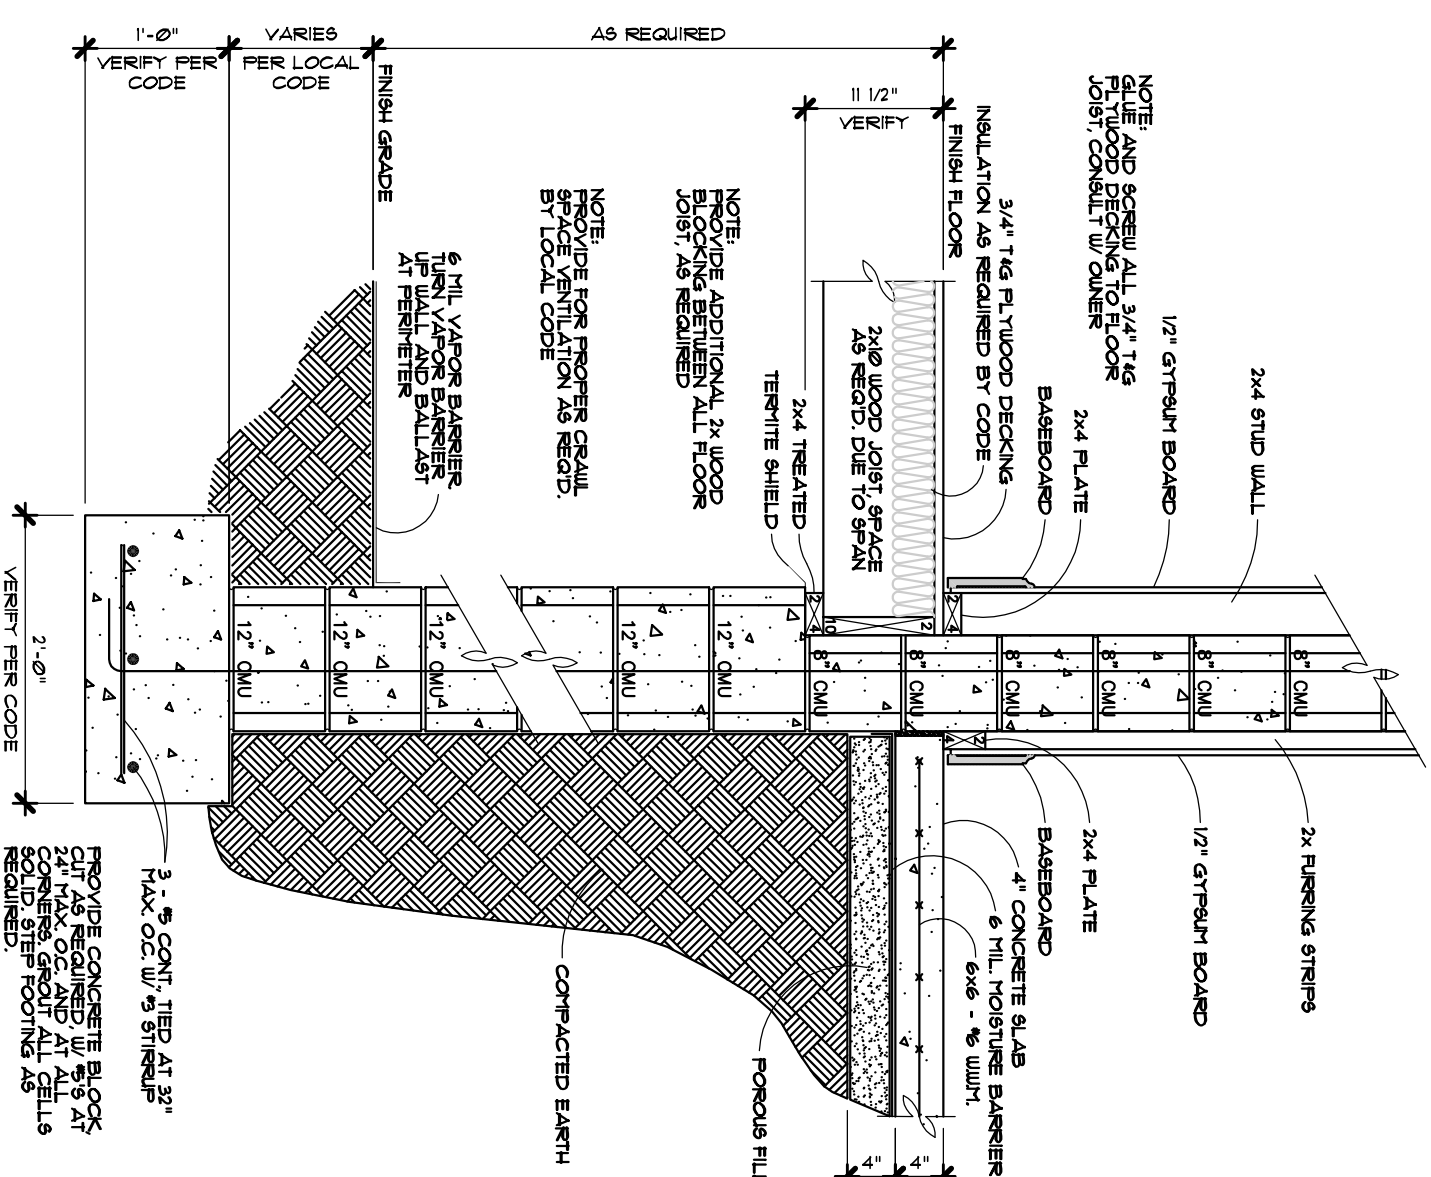 2x4 STUD WALL
1/2" GYPSUM BOARD
NOTE:
GLUE AND SCREW ALL 3/4" T&G
PLYWOOD DECKING TO FLOOR
JOIST, CONSULT W/ OWNER
2x4 PLATE
BASEBOARD
3/4" T&G PLYWOOD DECKING
INSULATION AS REQUIRED BY CODE
FINISH FLOOR
2x10 WOOD JOIST, SPACE
AS REQ'D. DUE TO SPAN
2x4 TREATED
TERMITE SHIELD
NOTE:
PROVIDE ADDITIONAL 2x WOOD
BLOCKING BETWEEN ALL FLOOR
JOIST, AS REQUIRED
NOTE:
PROVIDE FOR PROPER CRAWL
SPACE VENTILATION AS REQ'D.
BY LOCAL CODE
6 MIL VAPOR BARRIER.
TURN VAPOR BARRIER
UP WALL AND BALLAST
AT PERIMETER
FINISH GRADE
11 1/2"
VERIFY
AS REQUIRED
VARIES
PER LOCAL
CODE
1'-0"
VERIFY PER
CODE
8" CMU
8" CMU
8" CMU
8" CMU
8" CMU
8" CMU
12" CMU
12" CMU
12" CMU
12" CMU
12" CMU
2
4
2
4
2
10
2
4
2x FURRING STRIPS
1/2" GYPSUM BOARD
2x4 PLATE
BASEBOARD
4" CONCRETE SLAB
6 MIL. MOISTURE BARRIER
6x6 - #6 W.W.M.
4"
4"
POROUS FILL
COMPACTED EARTH
3 - #5 CONT., TIED AT 32"
MAX. O.C. W/ #3 STIRRUP
PROVIDE CONCRETE BLOCK,
CUT AS REQUIRED, W/ #5'S AT
24" MAX. O.C. AND AT ALL
CORNERS. GROUT ALL CELLS
SOLID. STEP FOOTING AS
REQUIRED.
2'-0"
VERIFY PER CODE